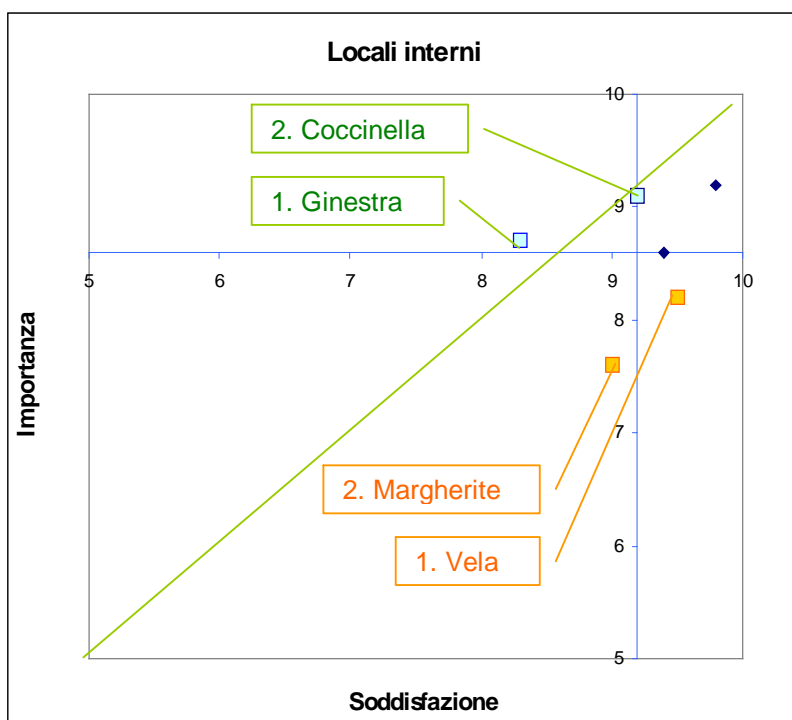 Locali interni
10
2. Coccinella
1. Ginestra
9
5 6 7 8 9 10
8
7
2. Margherite
1. Vela
6
5
Importanza
Soddisfazione